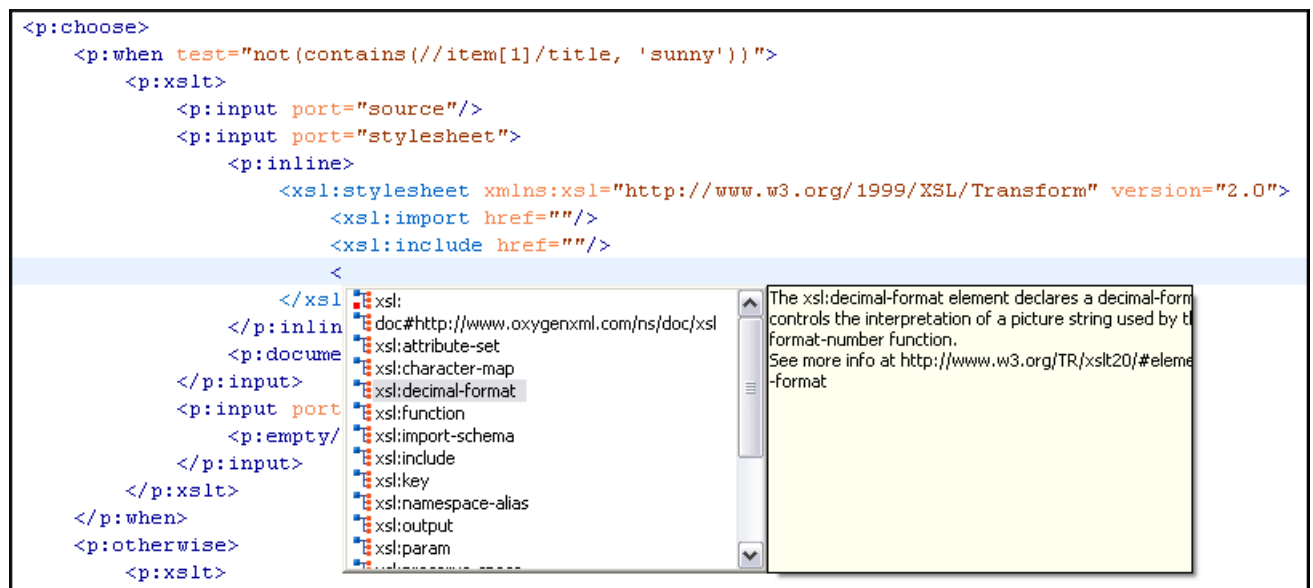 <p:choose>
<p:when test="not(contains(//item[1]/title, 'sunny'))">
<p:xslt>
<p:input port="source"/>
<p:input port="stylesheet">
<p:inline>
<xsl:stylesheet xmlns:xsl="http://www.w3.org/1999/XSL/Transform" version="2.0">
<xsl:import href=""/>
<xsl:include href=""/>
<
</xsl
</p:inlin
<p:docume
</p:input>
<p:input port
<p:empty/
</p:input>
</p:xslt>
</p:when>
<p:otherwise>
<p:xslt>
xsl:
doc#http://www.oxygenxml.com/ns/doc/xsl
xsl:attribute-set
xsl:character-map
xsl:decimal-format
xsl:function
xsl:import-schema
xsl:include
xsl:key
xsl:namespace-alias
xsl:output
xsl:param
The xsl:decimal-format element declares a decimal-form
controls the interpretation of a picture string used by th
format-number function.
See more info at http://www.w3.org/TR/xslt20/#eleme
-format